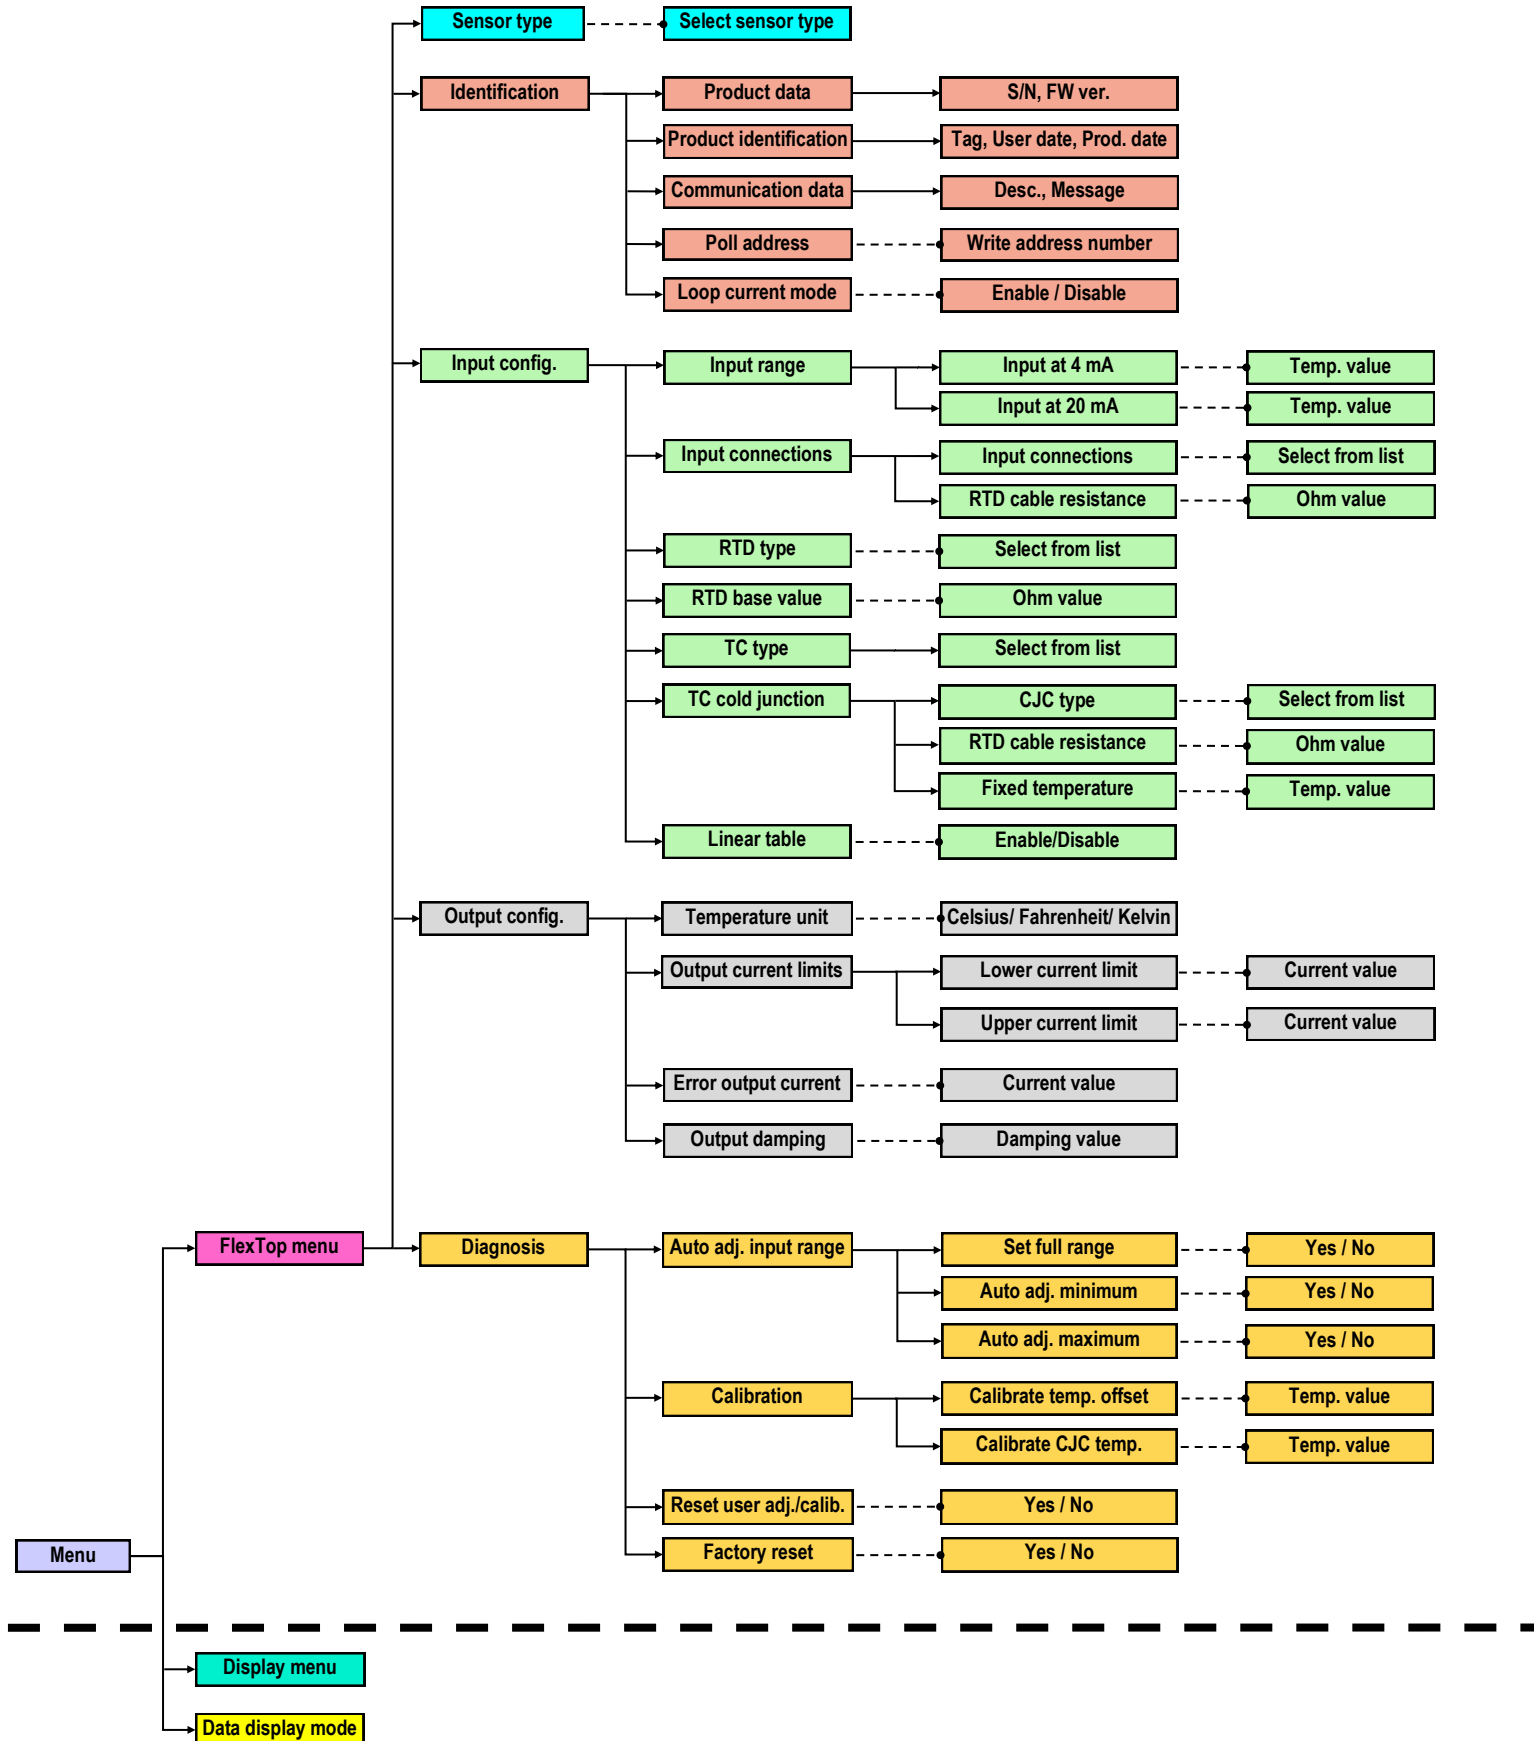 Sensor type
Select sensor type
Identification
Product data
S/N, FW ver.
Product identification
Tag, User date, Prod. date
Communication data
Desc., Message
Poll address
Write address number
Loop current mode
Enable / Disable
Input config.
Input range
Input at 4 mA
Temp. value
Input at 20 mA
Temp. value
Input connections
Input connections
Select from list
RTD cable resistance
Ohm value
RTD type
Select from list
RTD base value
Ohm value
TC type
Select from list
TC cold junction
CJC type
Select from list
RTD cable resistance
Ohm value
Fixed temperature
Temp. value
Linear table
Enable/Disable
Output config.
Temperature unit
Celsius/ Fahrenheit/ Kelvin
Output current limits
Lower current limit
Current value
Upper current limit
Current value
Error output current
Current value
Output damping
Damping value
FlexTop menu
Diagnosis
Auto adj. input range
Set full range
Yes / No
Auto adj. minimum
Yes / No
Auto adj. maximum
Yes / No
Calibration
Calibrate temp. offset
Temp. value
Calibrate CJC temp.
Temp. value
Reset user adj./calib.
Yes / No
Factory reset
Yes / No
Menu
Display menu
Data display mode